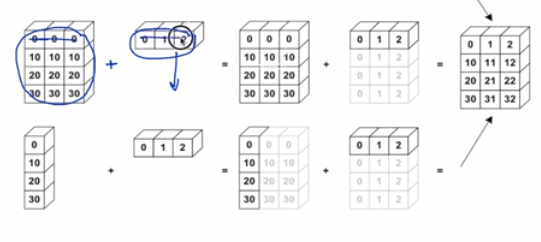 0 0 0 + 0 1 2 = 0 0 0 + 0 1 2 0 1 2
10 10 10 10 10 10 0 1 2 10 11 12
20 20 20 20 20 20 0 1 2 20 21 22
30 30 30 = 30 30 30 + 0 1 2 = 30 31 32
0 0 1 2 0 0 0 0 1 2
10 + = 10 10 10 + 0 1 2 =
20 20 20 20 0 1 2
30 30 30 30 0 1 2